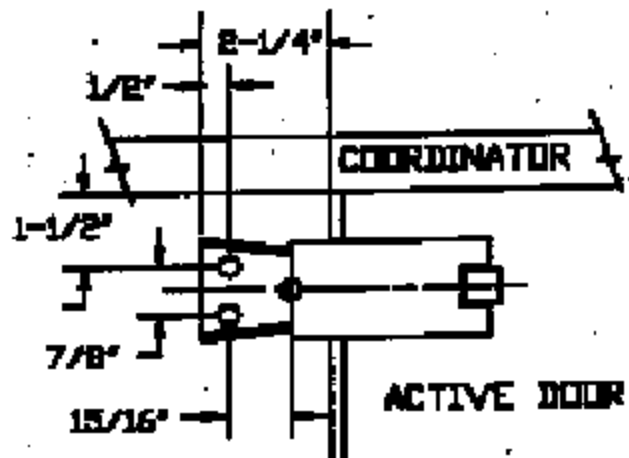 2-1/4"
1/2"
COORDINATOR
1-1/2"
7/8"
ACTIVE DOOR
15/16"